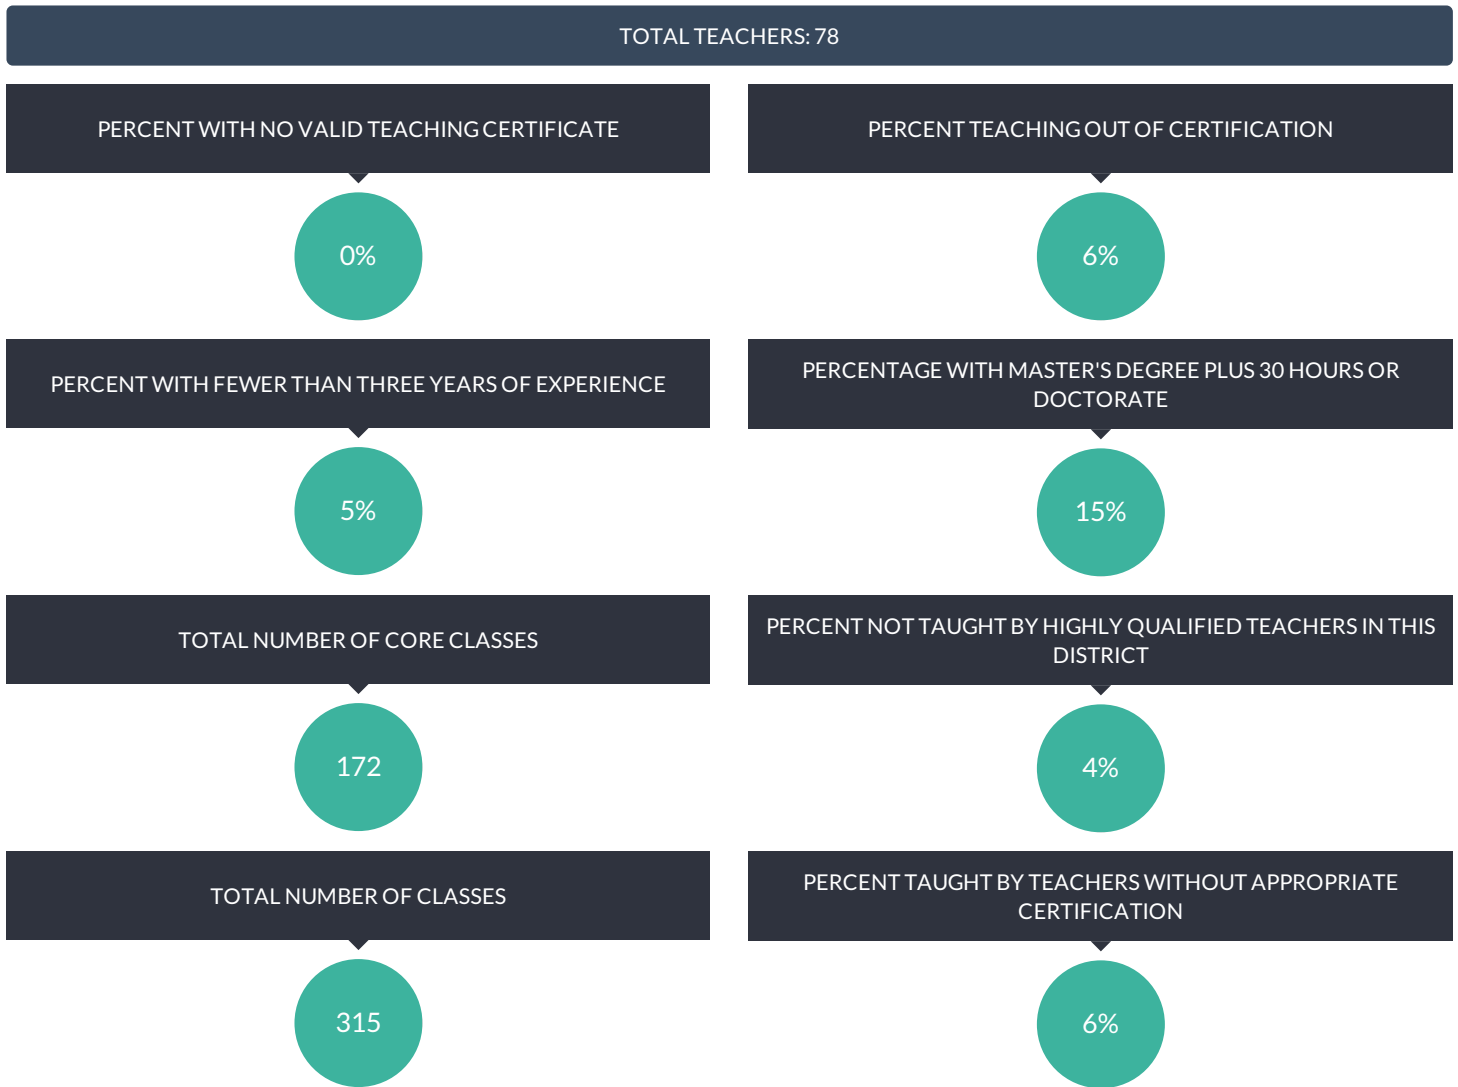 TOTAL TEACHERS: 78
PERCENT WITH NO VALID TEACHING CERTIFICATE
0%
PERCENT TEACHING OUT OF CERTIFICATION
6%
PERCENT WITH FEWER THAN THREE YEARS OF EXPERIENCE
5%
PERCENTAGE WITH MASTER'S DEGREE PLUS 30 HOURS OR
DOCTORATE
15%
TOTAL NUMBER OF CORE CLASSES
172
PERCENT NOT TAUGHT BY HIGHLY QUALIFIED TEACHERS IN THIS
DISTRICT
4%
TOTAL NUMBER OF CLASSES
315
PERCENT TAUGHT BY TEACHERS WITHOUT APPROPRIATE
CERTIFICATION
6%